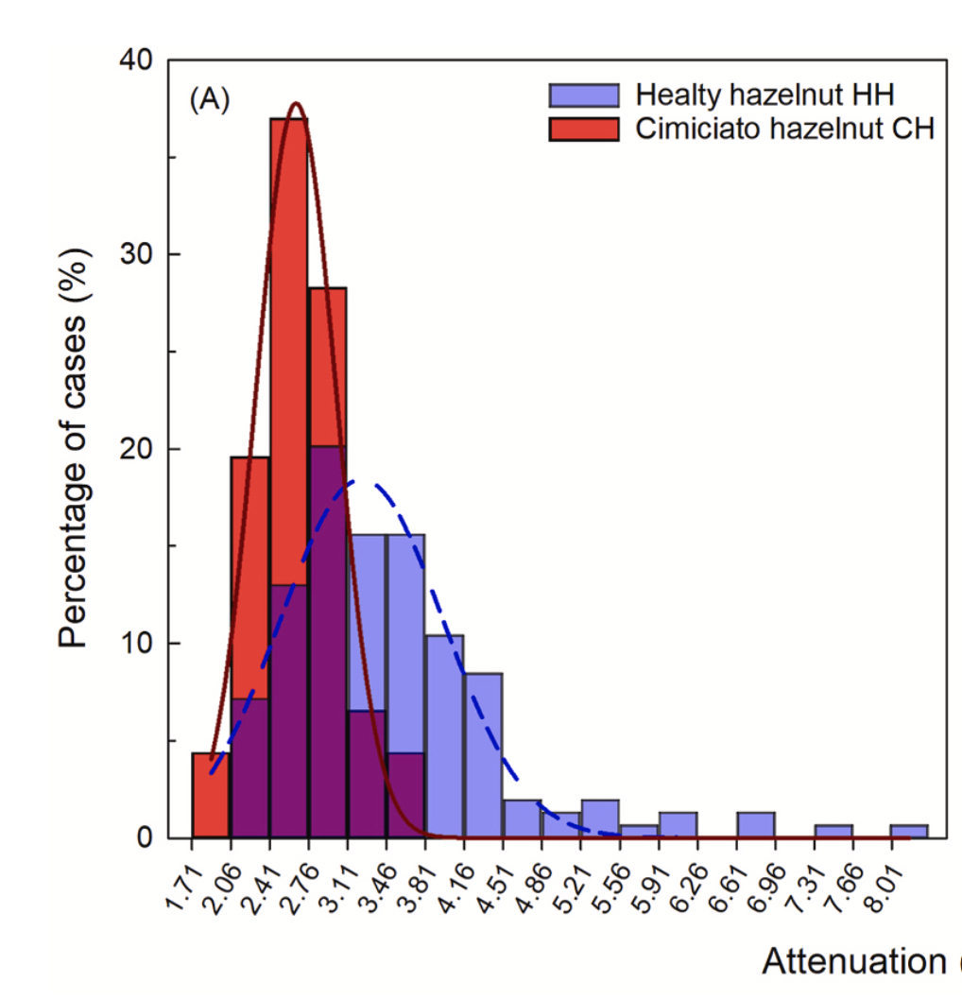 40
(A)
Healty hazelnut HH
Cimiciato hazelnut CH
30
20
10
0
Percentage of cases (%)
1.71 2.06 2.41 2.76 3.11 3.46 3.81 4.16 4.51 4.86 5.21 5.56 5.91 6.26 6.61 6.96 7.31 7.66 8.01
Attenuation (